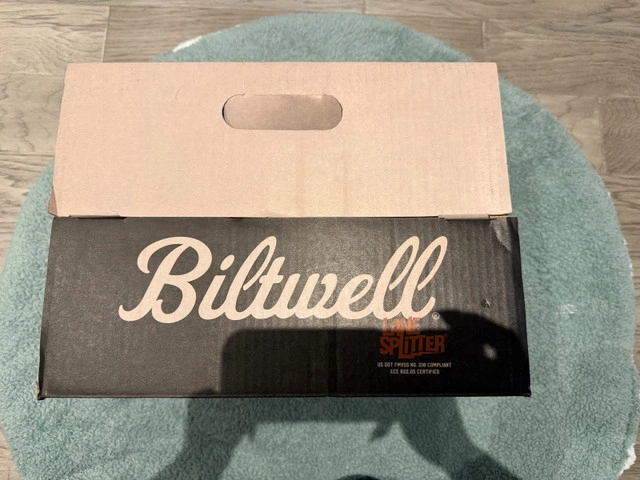 Biltwell®
LANE
SPLITTER
US DOT FMVSS NO. 218 COMPLIANT
ECE R22.05 CERTIFIED